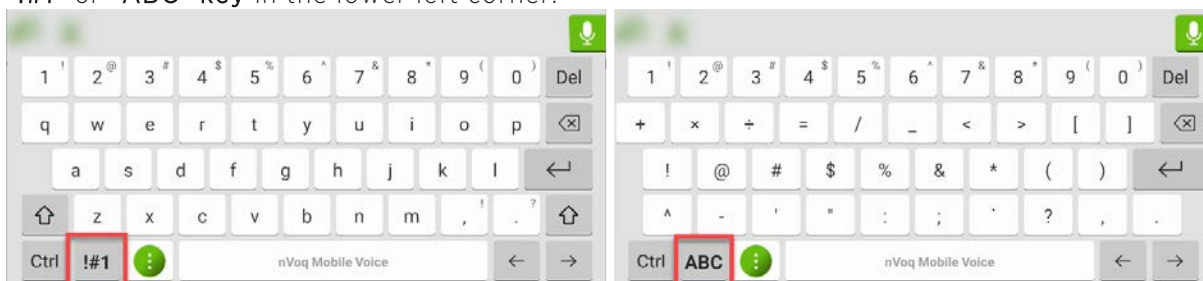 "!#1" or "ABC" key in the lower left corner.
1 ! 2 @ 3 # 4 $ 5 % 6 ^ 7 & 8 * 9 ( 0 ) Del
q w e r t y u i o p
a s d f g h j k l
z x c v b n m , ! . ?
Ctrl !#1 nVoq Mobile Voice ← →
1 ! 2 @ 3 # 4 $ 5 % 6 ^ 7 & 8 * 9 ( 0 ) Del
+ × ÷ = / _ < > [ ]
! @ # $ % & * ( )
^ - ' " : ; ` ? , .
Ctrl ABC nVoq Mobile Voice ← →